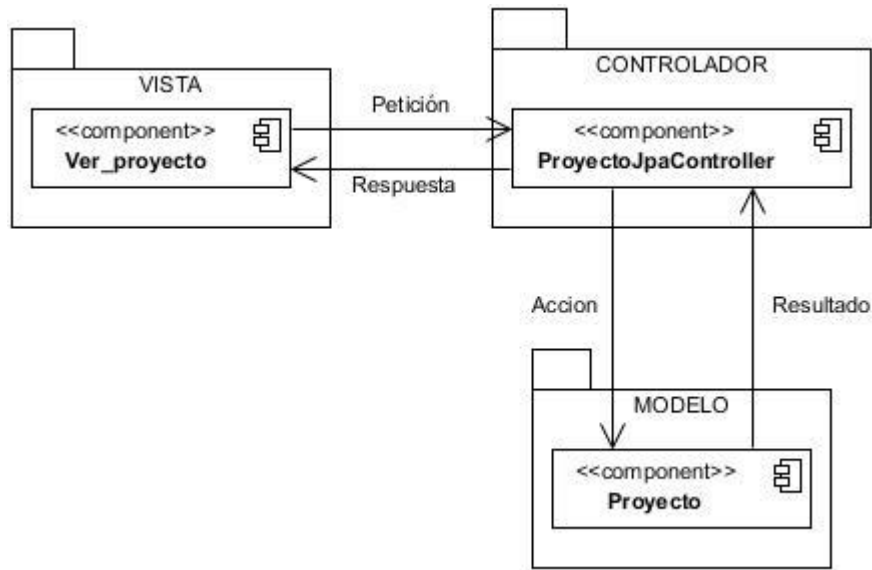 VISTA
<<component>>
Ver_proyecto
Petición
Respuesta
CONTROLADOR
<<component>>
ProyectoJpaController
Accion
Resultado
MODELO
<<component>>
Proyecto